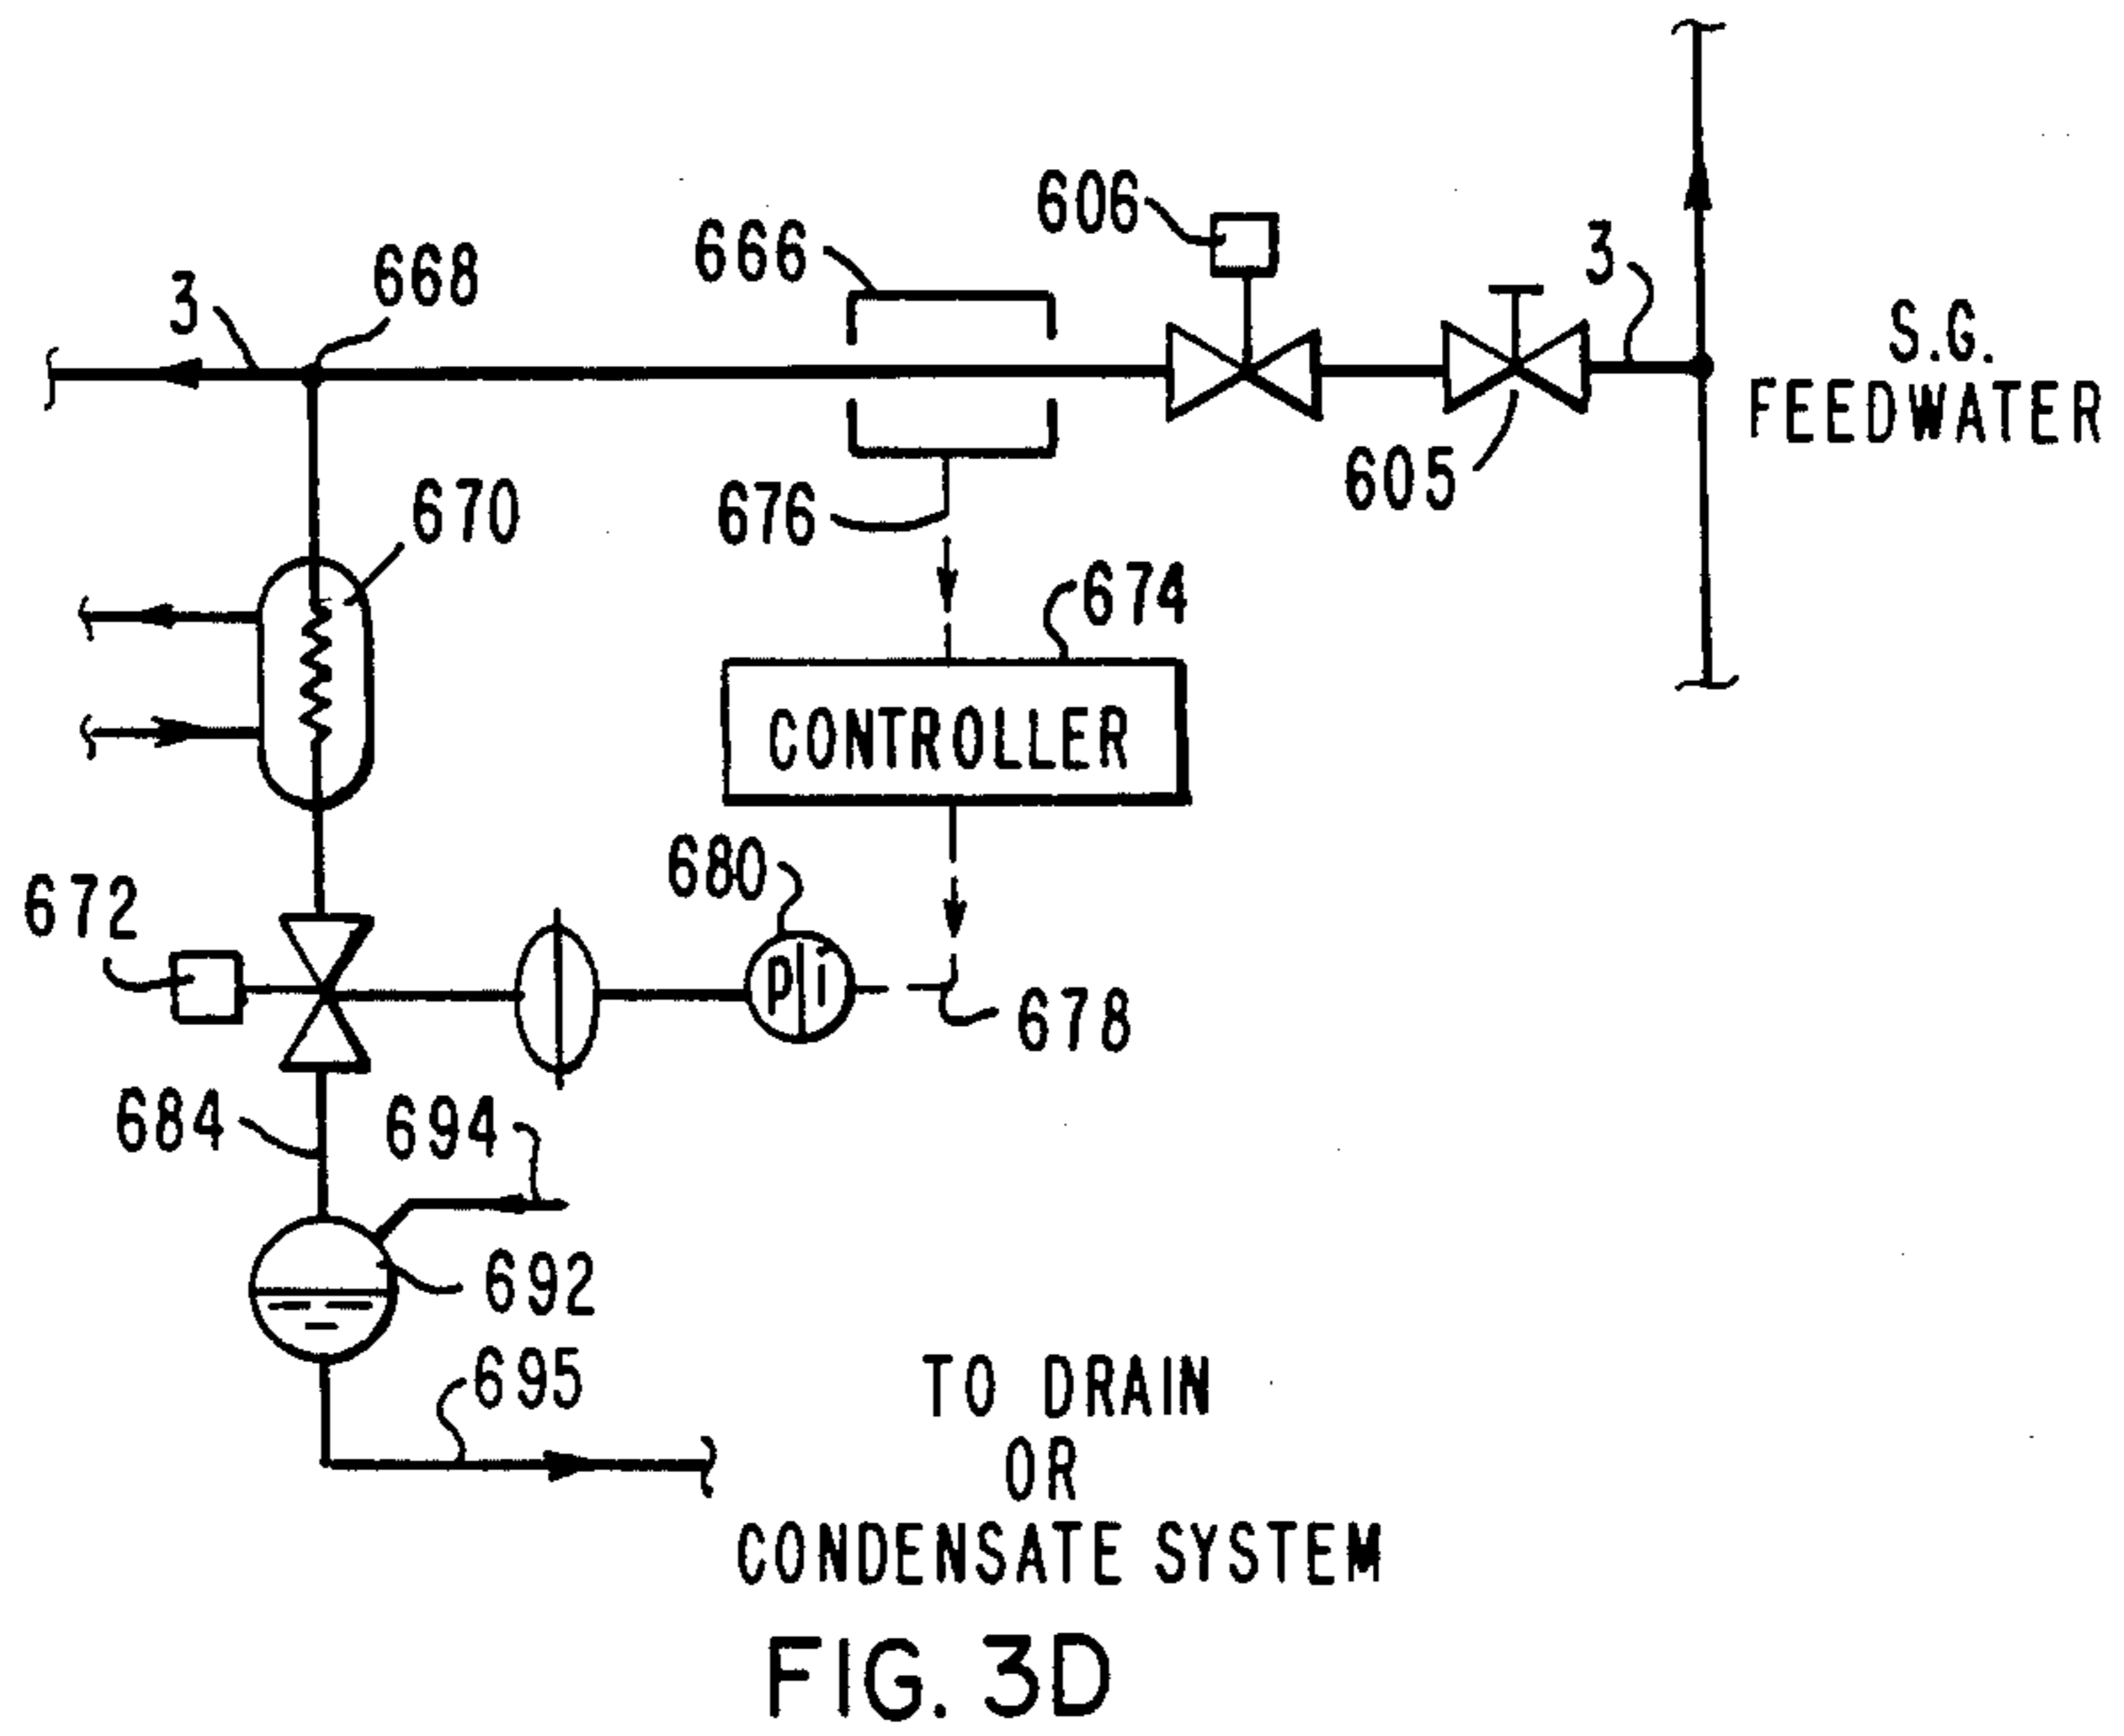 606
3
668
666
3
S.G.
FEEDWATER
605
670
676
674
CONTROLLER
680
672
P i
678
684
694
692
695
TO DRAIN
OR
CONDENSATE SYSTEM
FIG. 3D